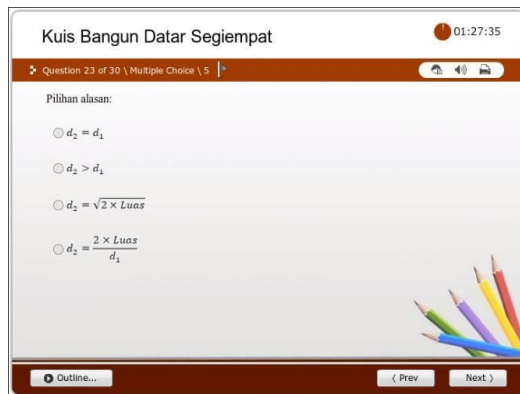 Kuis Bangun Datar Segiempat
01:27:35
Question 23 of 30 \ Multiple Choice \ 5
Pilihan alasan:
d₂ = d₁
d₂ > d₁
d₂ = √(2 × Luas)
d₂ = (2 × Luas)/d₁
Outline...
⟨ Prev
Next ⟩